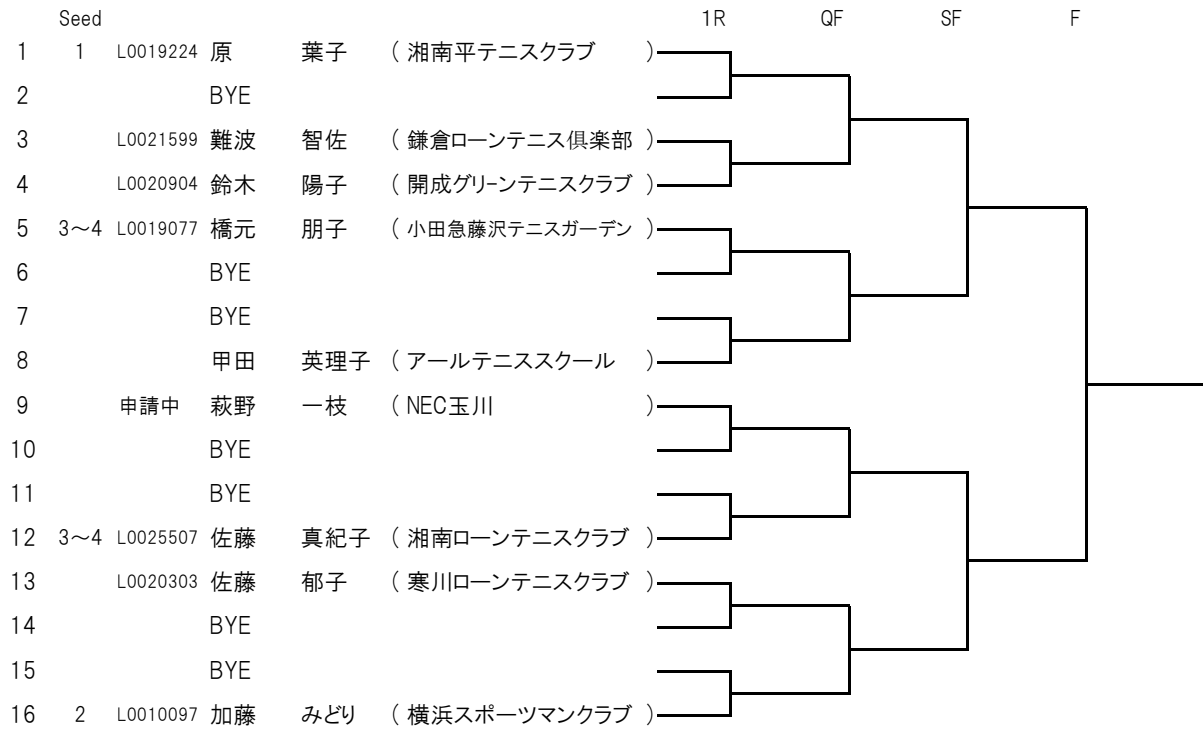 Seed 1R QF SF F
1 1 L0019224 原 葉子 ( 湘南平テニスクラブ )
2 BYE
3 L0021599 難波 智佐 ( 鎌倉ローンテニス倶楽部 )
4 L0020904 鈴木 陽子 ( 開成グリーンテニスクラブ )
5 3～4 L0019077 橋元 朋子 ( 小田急藤沢テニスガーデン )
6 BYE
7 BYE
8 甲田 英理子 ( アールテニススクール )
9 申請中 萩野 一枝 ( NEC玉川 )
10 BYE
11 BYE
12 3～4 L0025507 佐藤 真紀子 ( 湘南ローンテニスクラブ )
13 L0020303 佐藤 郁子 ( 寒川ローンテニスクラブ )
14 BYE
15 BYE
16 2 L0010097 加藤 みどり ( 横浜スポーツマンクラブ )